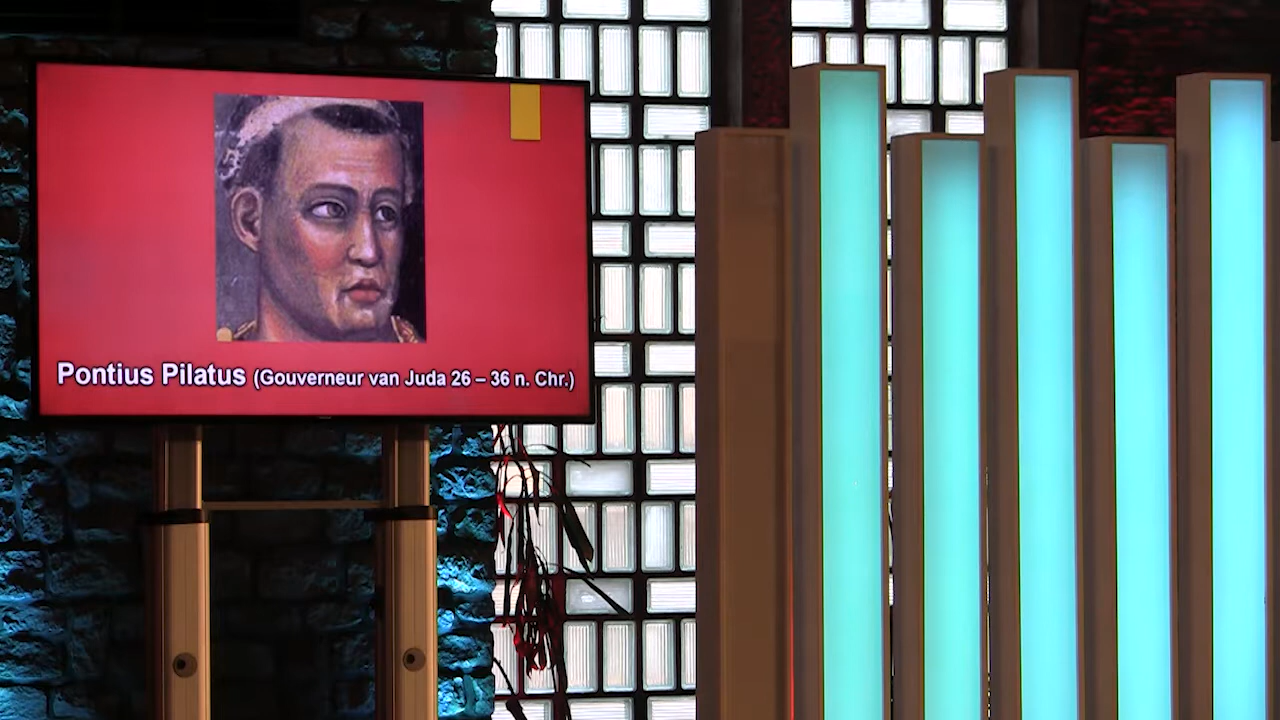 Pontius Pilatus (Gouverneur van Juda 26 – 36 n. Chr.)